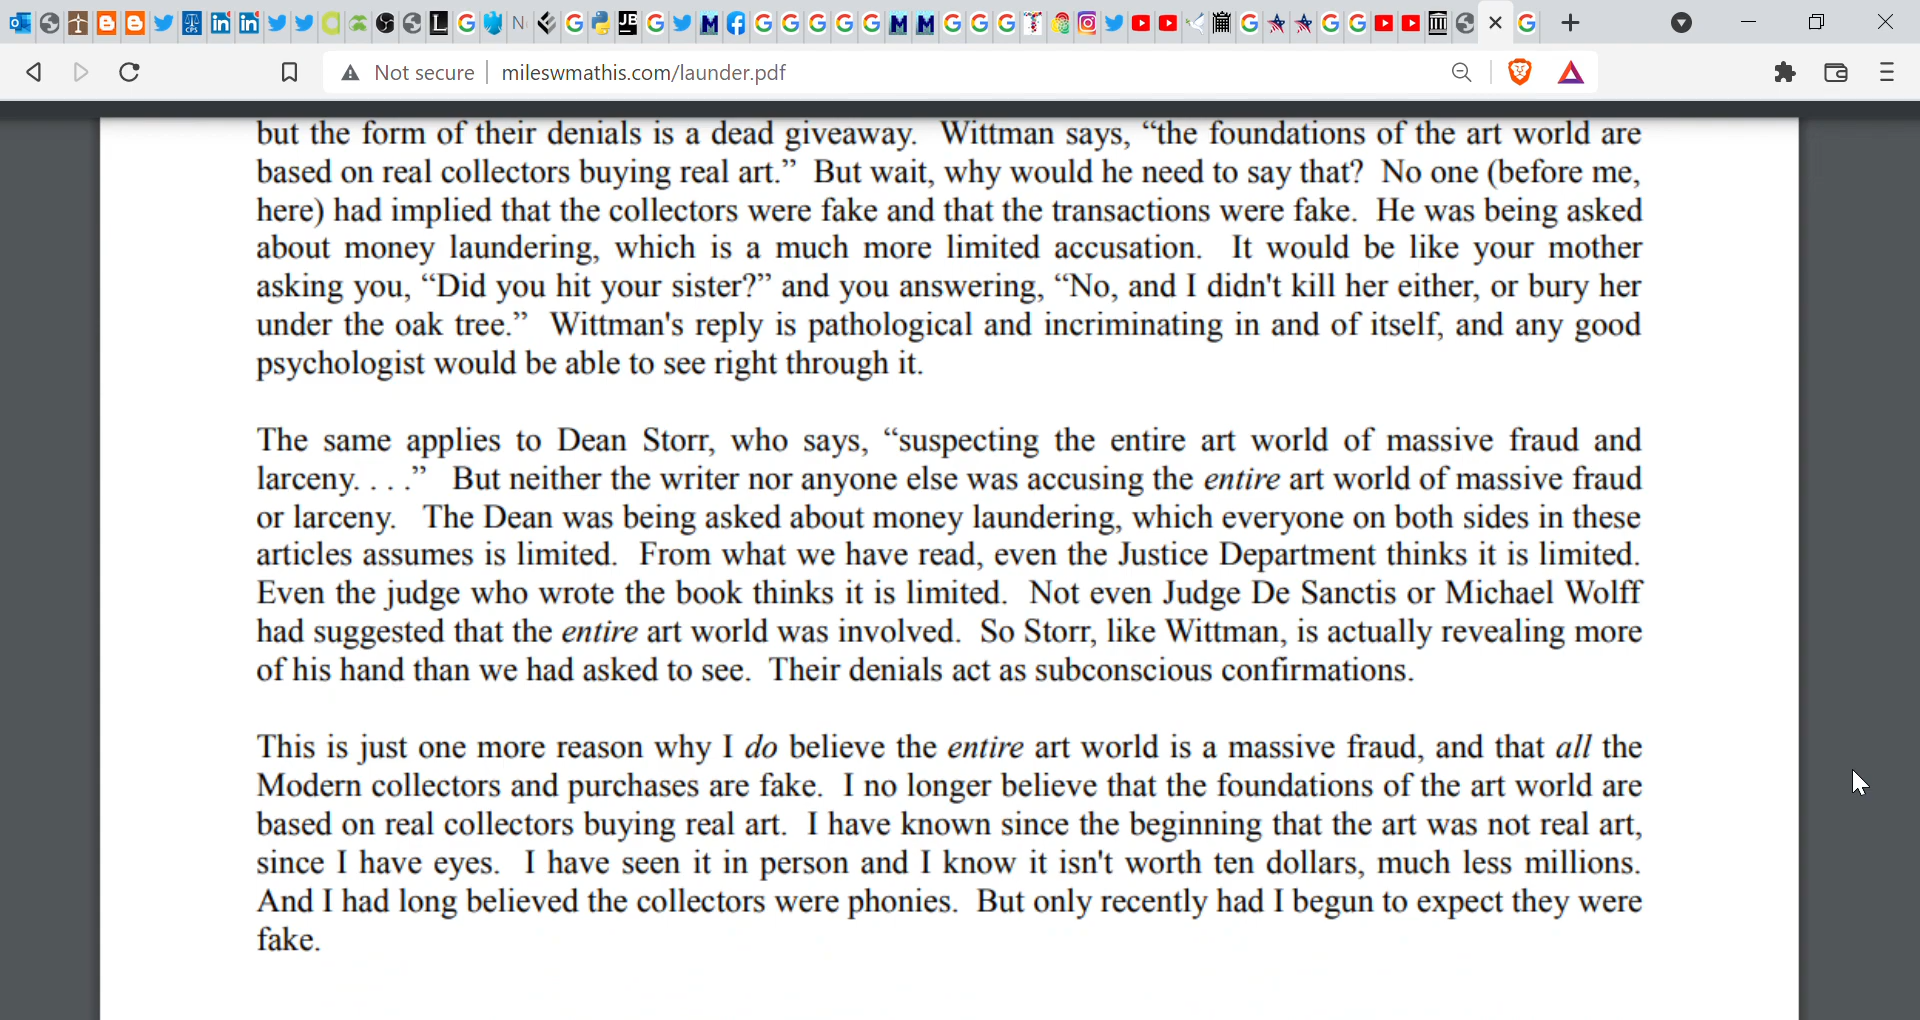 Not secure
mileswmathis.com/launder.pdf
but the form of their denials is a dead giveaway. Wittman says, “the foundations of the art world are
based on real collectors buying real art.” But wait, why would he need to say that? No one (before me,
here) had implied that the collectors were fake and that the transactions were fake. He was being asked
about money laundering, which is a much more limited accusation. It would be like your mother
asking you, “Did you hit your sister?” and you answering, “No, and I didn't kill her either, or bury her
under the oak tree.” Wittman's reply is pathological and incriminating in and of itself, and any good
psychologist would be able to see right through it.
The same applies to Dean Storr, who says, “suspecting the entire art world of massive fraud and
larceny. . . .” But neither the writer nor anyone else was accusing the entire art world of massive fraud
or larceny. The Dean was being asked about money laundering, which everyone on both sides in these
articles assumes is limited. From what we have read, even the Justice Department thinks it is limited.
Even the judge who wrote the book thinks it is limited. Not even Judge De Sanctis or Michael Wolff
had suggested that the entire art world was involved. So Storr, like Wittman, is actually revealing more
of his hand than we had asked to see. Their denials act as subconscious confirmations.
This is just one more reason why I do believe the entire art world is a massive fraud, and that all the
Modern collectors and purchases are fake. I no longer believe that the foundations of the art world are
based on real collectors buying real art. I have known since the beginning that the art was not real art,
since I have eyes. I have seen it in person and I know it isn't worth ten dollars, much less millions.
And I had long believed the collectors were phonies. But only recently had I begun to expect they were
fake.